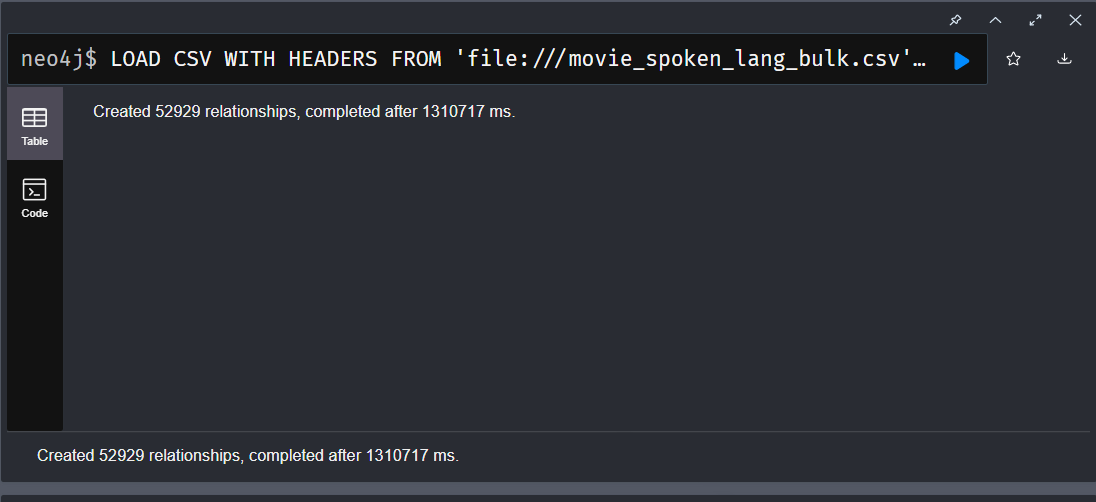 neo4j$ LOAD CSV WITH HEADERS FROM 'file:///movie_spoken_lang_bulk.csv'…
Table
Created 52929 relationships, completed after 1310717 ms.
Code
Created 52929 relationships, completed after 1310717 ms.